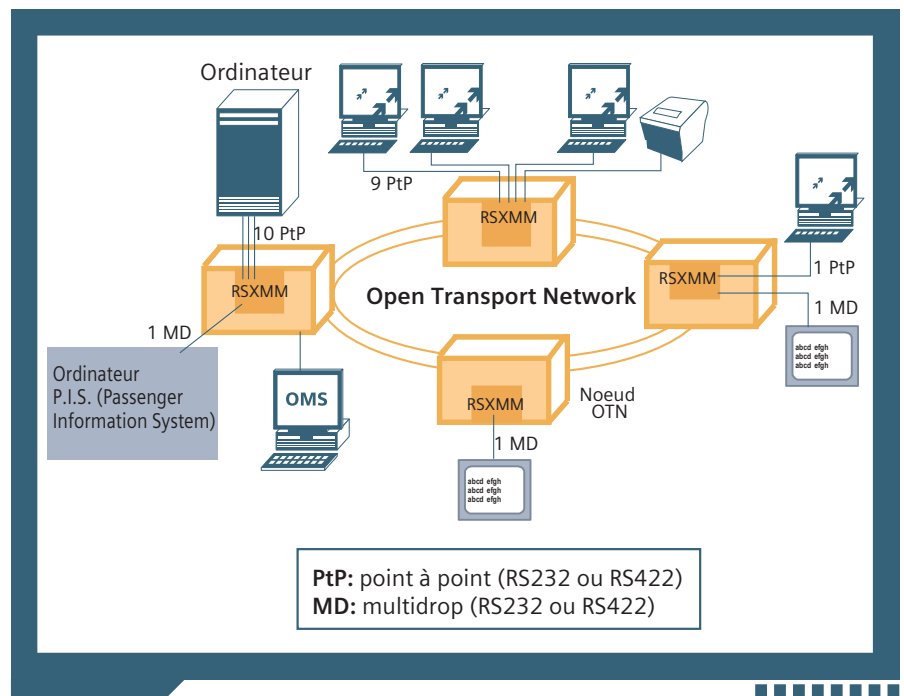 Ordinateur
9 PtP
RSXMM
10 PtP
RSXMM
Open Transport Network
RSXMM
1 PtP
1 MD
abcd efgh
abcd efgh
abcd efgh
1 MD
Ordinateur
P.I.S. (Passenger
Information System)
OMS
RSXMM
Noeud
OTN
1 MD
abcd efgh
abcd efgh
abcd efgh
PtP: point à point (RS232 ou RS422)
MD: multidrop (RS232 ou RS422)